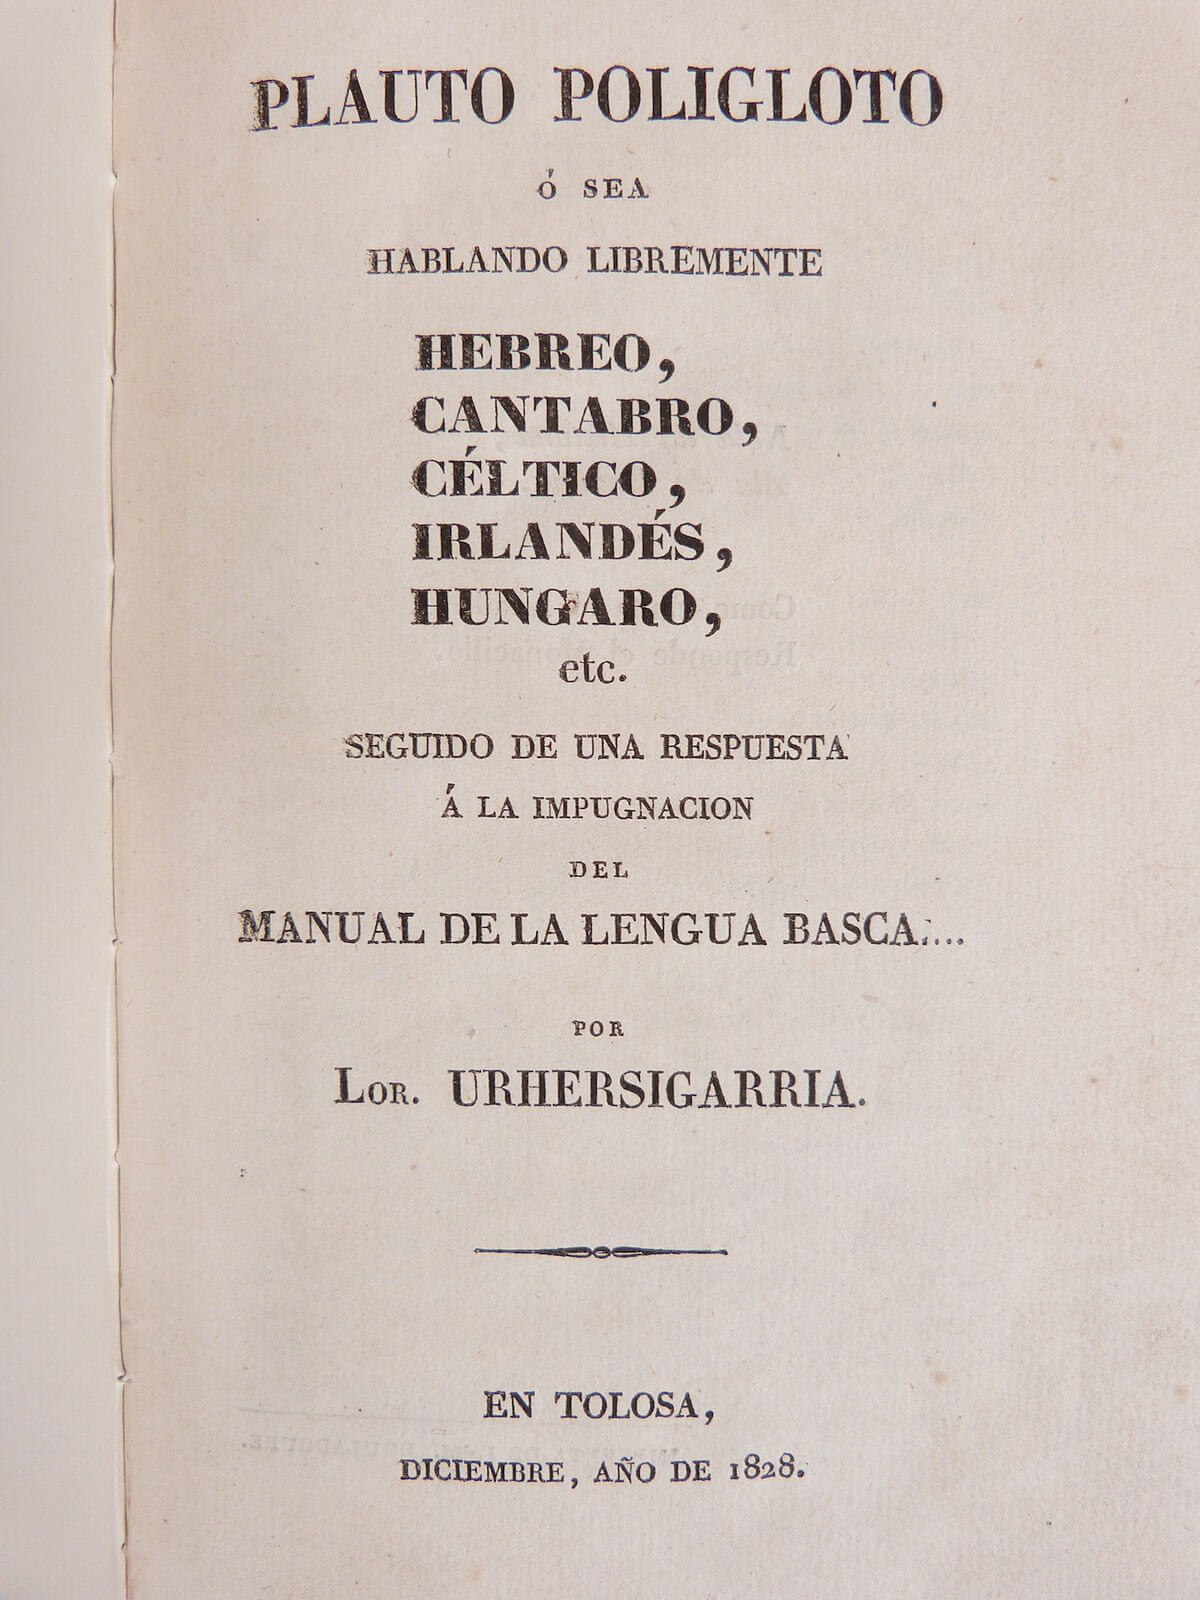 PLAUTO POLIGLOTO
Ó SEA
HABLANDO LIBREMENTE
HEBREO,
CANTABRO,
CÉLTICO,
IRLANDÉS,
HUNGARO,
etc.
SEGUIDO DE UNA RESPUESTA
Á LA IMPUGNACION
DEL
MANUAL DE LA LENGUA BASCA.....
POR
LOR. URHERSIGARRIA.
EN TOLOSA,
DICIEMBRE, AÑO DE 1828.